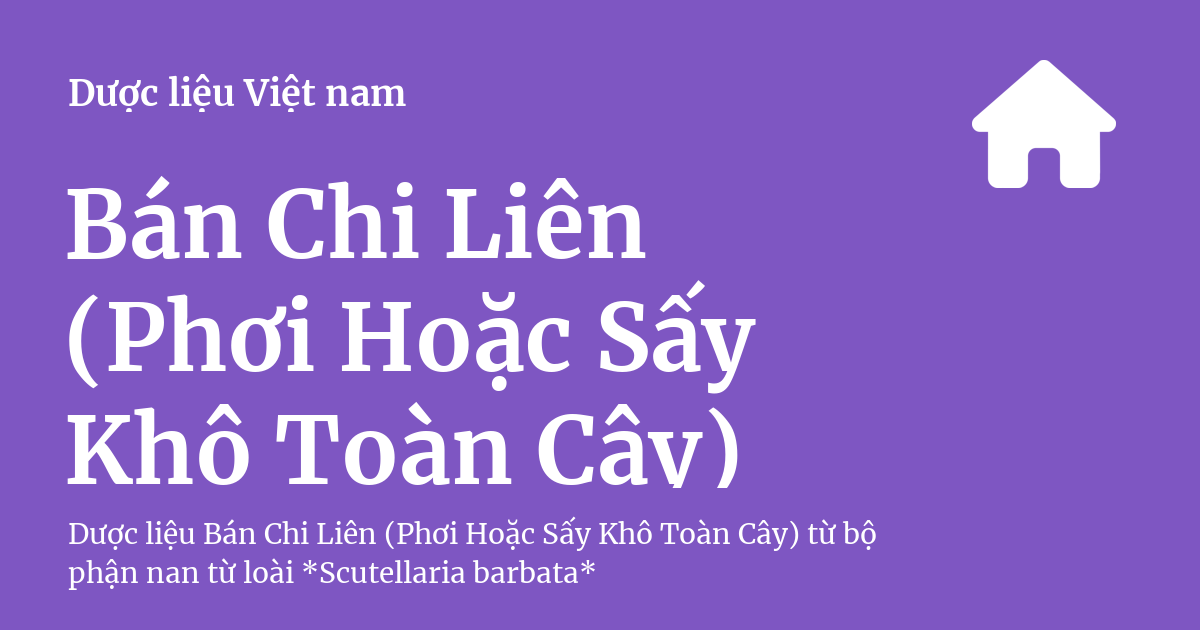 Dược liệu Việt nam
Bán Chi Liên
(Phơi Hoặc Sấy
Khô Toàn Cây)
Dược liệu Bán Chi Liên (Phơi Hoặc Sấy Khô Toàn Cây) từ bộ
phận nan từ loài *Scutellaria barbata*